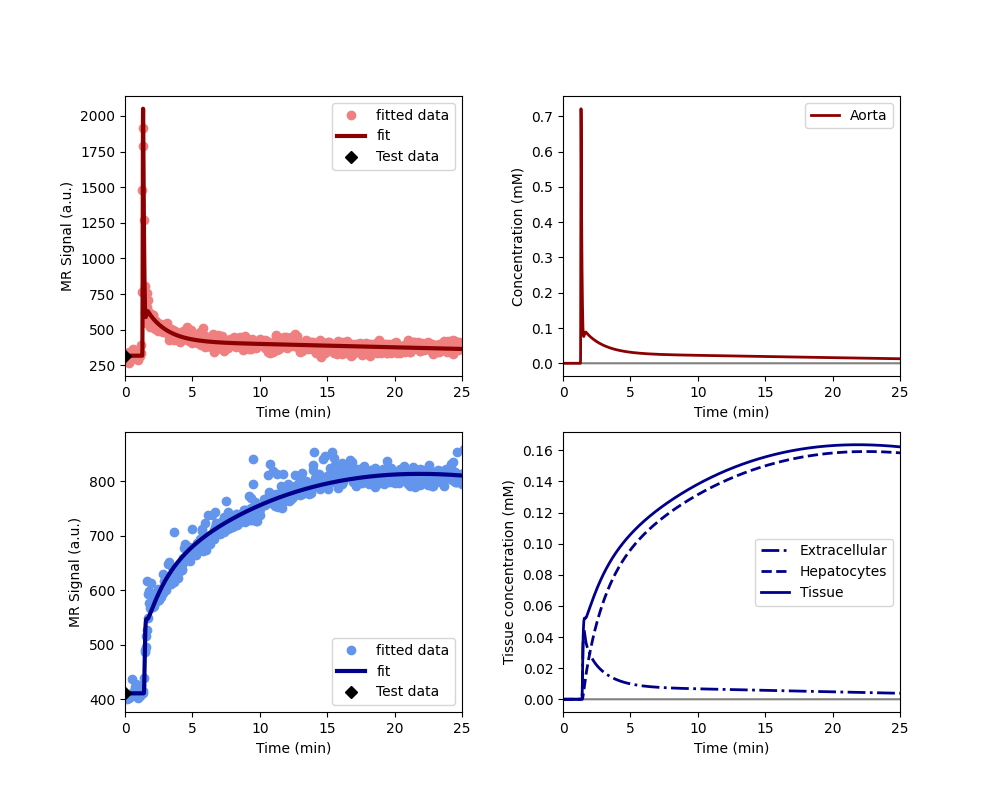 MR Signal (a.u.)
2000
1750
1500
1250
1000
750
500
250
0 5 10 15 20 25
Time (min)
fitted data
fit
Test data
Concentration (mM)
0.7
0.6
0.5
0.4
0.3
0.2
0.1
0.0
0 5 10 15 20 25
Time (min)
Aorta
MR Signal (a.u.)
800
700
600
500
400
0 5 10 15 20 25
Time (min)
fitted data
fit
Test data
Tissue concentration (mM)
0.16
0.14
0.12
0.10
0.08
0.06
0.04
0.02
0.00
0 5 10 15 20 25
Time (min)
Extracellular
Hepatocytes
Tissue